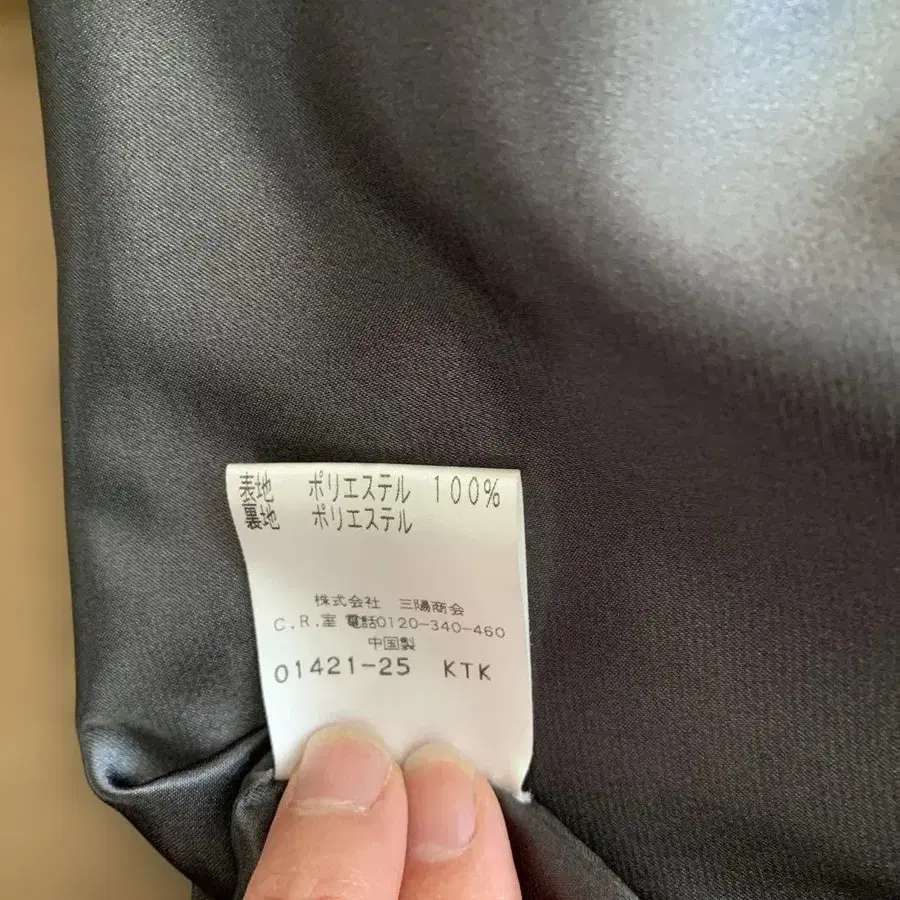 表地 ポリエステル 100%
裏地 ポリエステル
株式会社 三陽商会
C.R.室 電話0120-340-460
中国製
01421-25 KTK